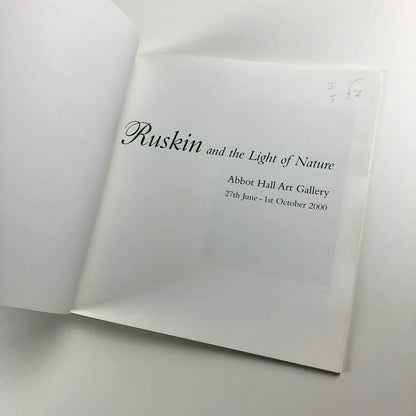 Ruskin and the Light of Nature
Abbot Hall Art Gallery
27th June - 1st October 2000